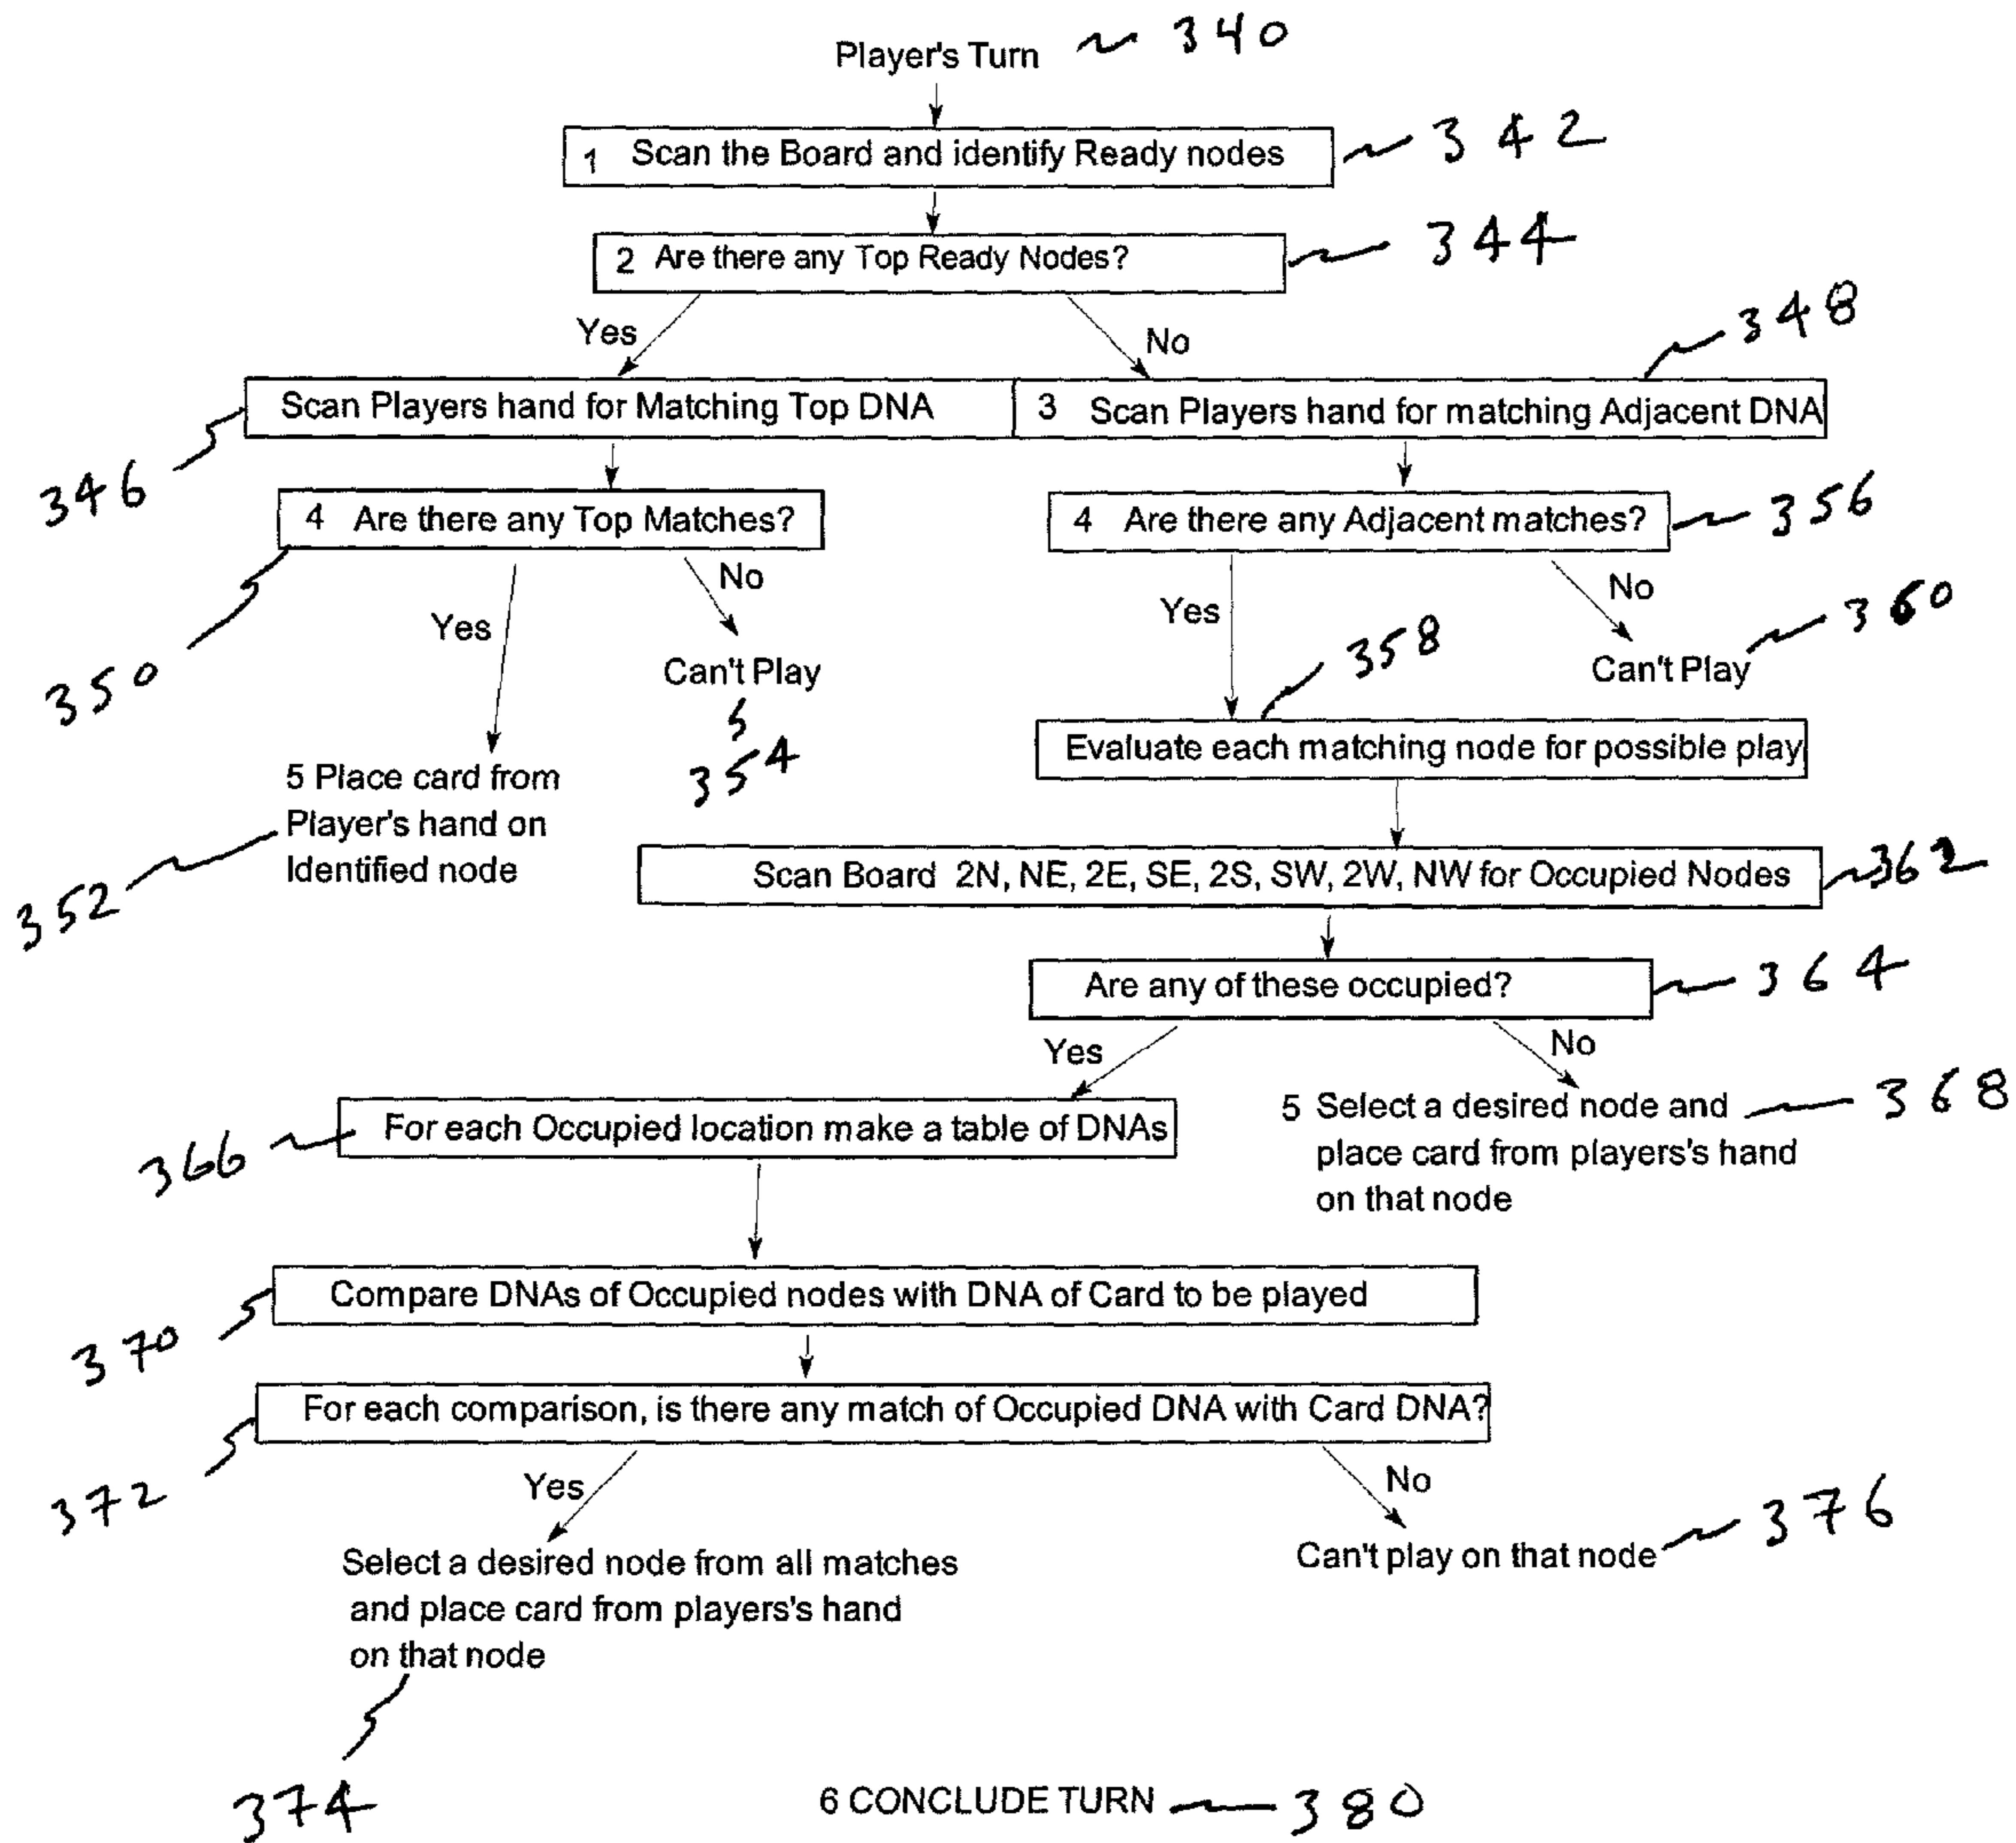 Player's Turn 340
1 Scan the Board and identify Ready nodes 342
2 Are there any Top Ready Nodes? 344
Yes
No
348
Scan Players hand for Matching Top DNA
3 Scan Players hand for matching Adjacent DNA
346
4 Are there any Top Matches?
4 Are there any Adjacent matches? 356
350
Yes
No
Yes
No
Can't Play
354
358
Can't Play
360
5 Place card from
Player's hand on
Identified node
352
Evaluate each matching node for possible play
Scan Board 2N, NE, 2E, SE, 2S, SW, 2W, NW for Occupied Nodes 362
Are any of these occupied? 364
Yes
No
366
For each Occupied location make a table of DNAs
5 Select a desired node and 368
place card from players's hand
on that node
Compare DNAs of Occupied nodes with DNA of Card to be played
370
For each comparison, is there any match of Occupied DNA with Card DNA?
372
Yes
No
Select a desired node from all matches
and place card from players's hand
on that node
374
Can't play on that node 376
6 CONCLUDE TURN 380